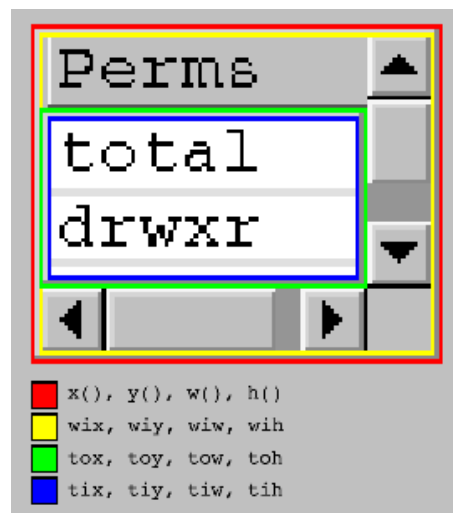 Perms
total
drwxr
x(), y(), w(), h()
wix, wiy, wiw, wih
tox, toy, tow, toh
tix, tiy, tiw, tih